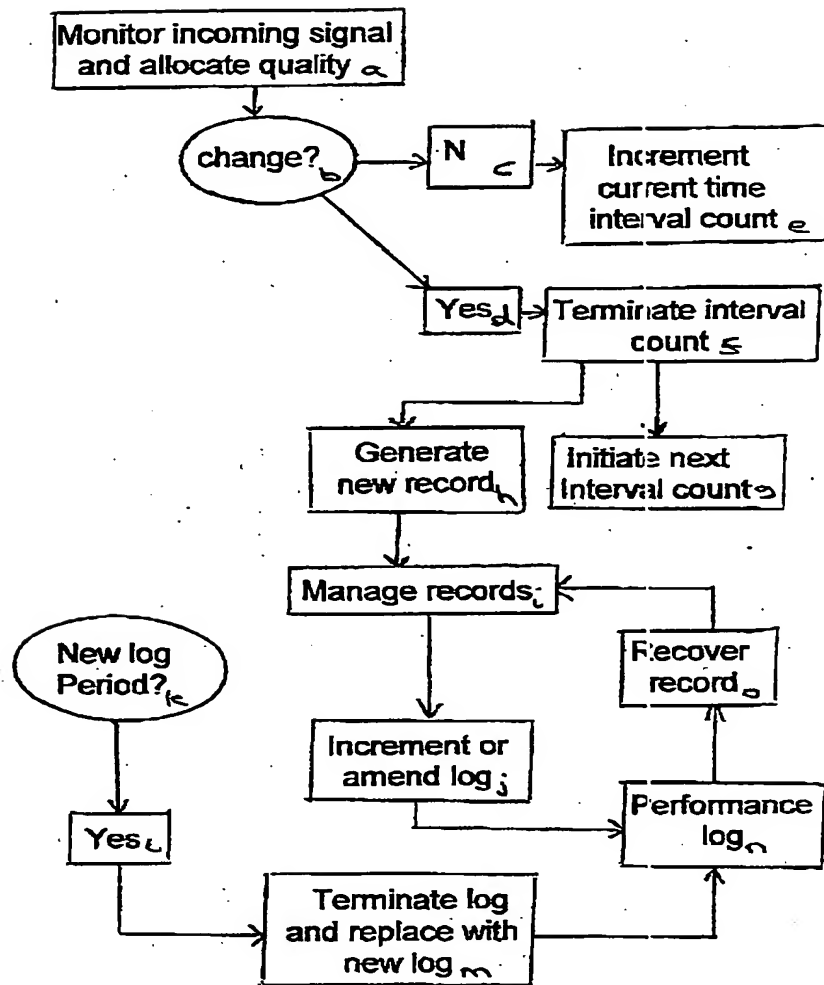 Monitor incoming signal
and allocate quality a
change? b
N c
Increment
current time
interval count e
Yes d
Terminate interval
count
Generate
new record h
Initiate next
Interval count
Manage records i
New log
Period? k
Recover
record o
Increment or
amend log j
Performance
log n
Yes
Terminate log
and replace with
new log m